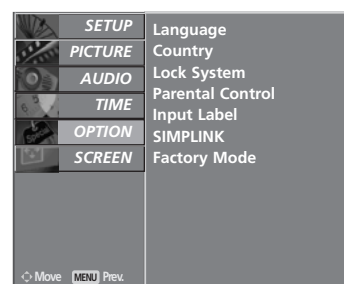 SETUP
PICTURE
AUDIO
TIME
OPTION
SCREEN
Language
Country
Lock System
Parental Control
Input Label
SIMPLINK
Factory Mode
Move MENU Prev.